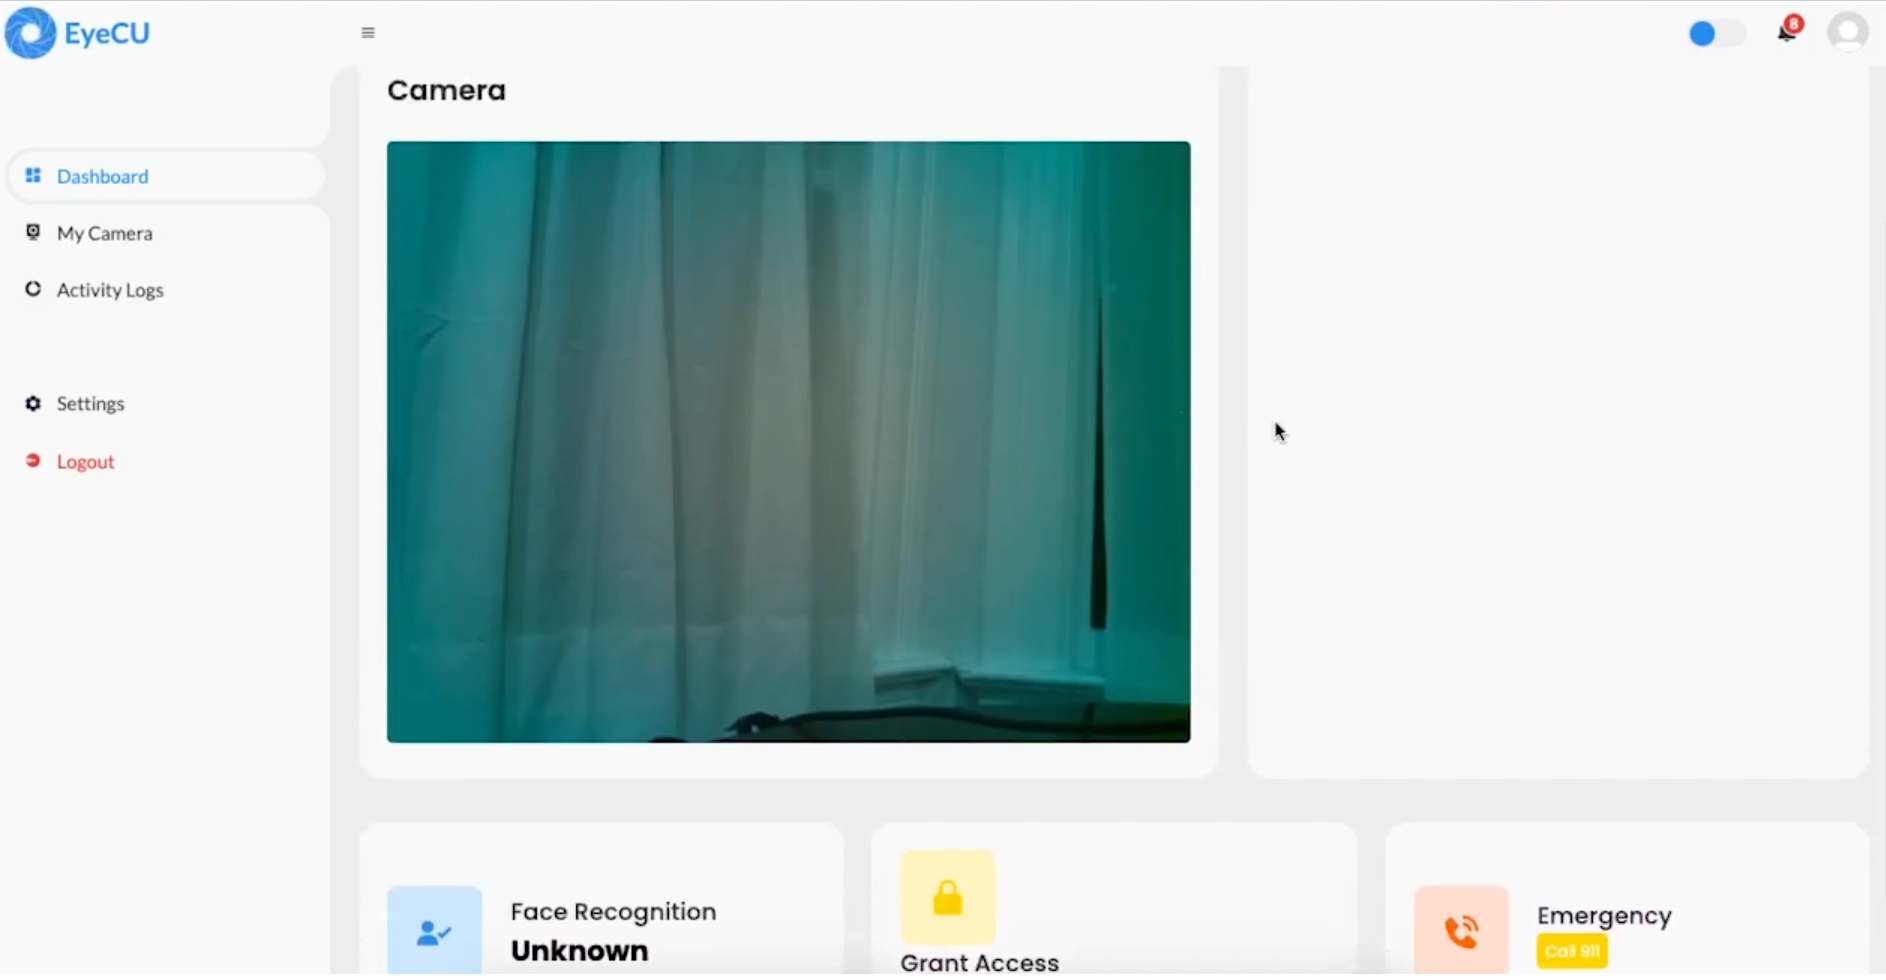 EyeCU
8
Camera
Dashboard
My Camera
Activity Logs
Settings
Logout
Face Recognition
Unknown
Grant Access
Emergency
Call 911